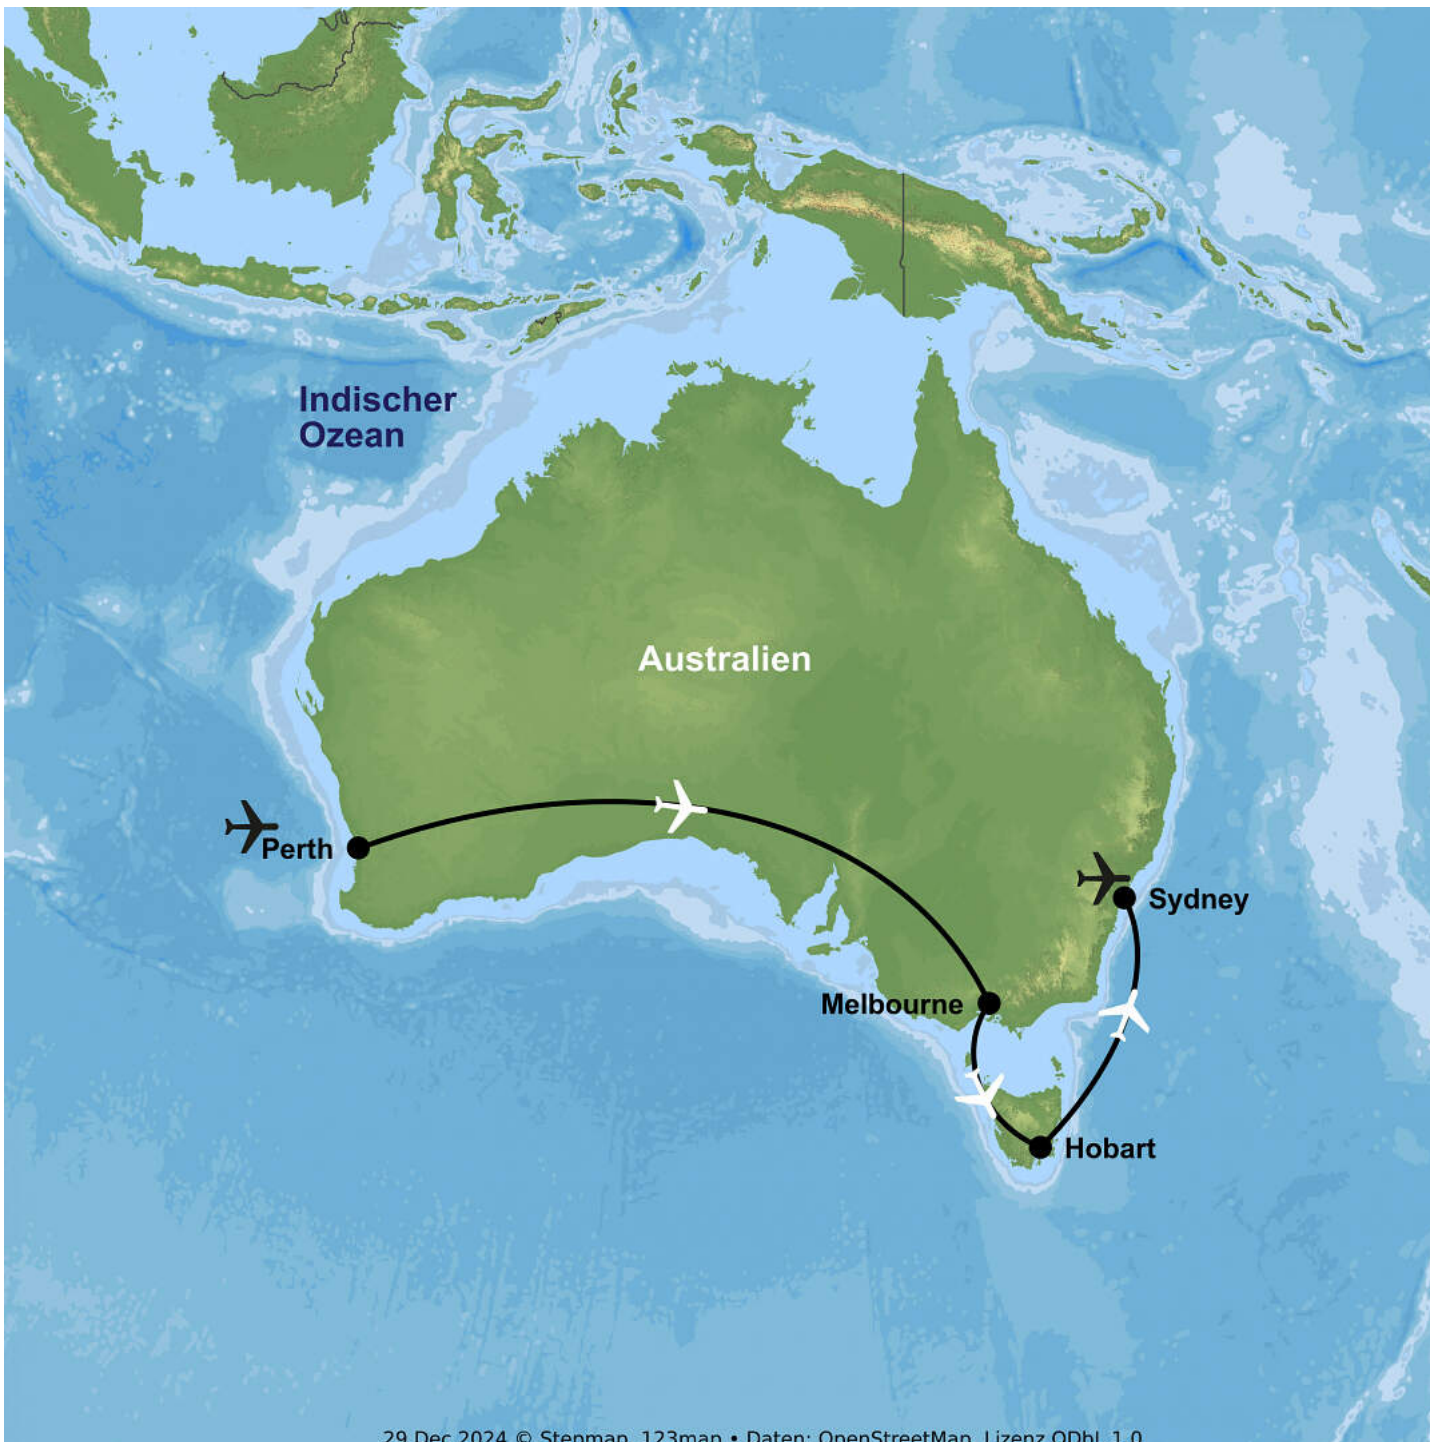 Indischer
Ozean
Australien
Perth
Sydney
Melbourne
Hobart
29 Dec 2024 © Stepmap, 123map • Daten: OpenStreetMap, Lizenz ODbL 1.0